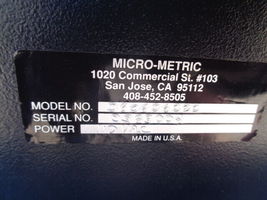 MICRO-METRIC
1020 Commercial St. #103
San Jose, CA 95112
408-452-8505
MODEL NO.
SERIAL NO.
POWER
MADE IN U.S.A.